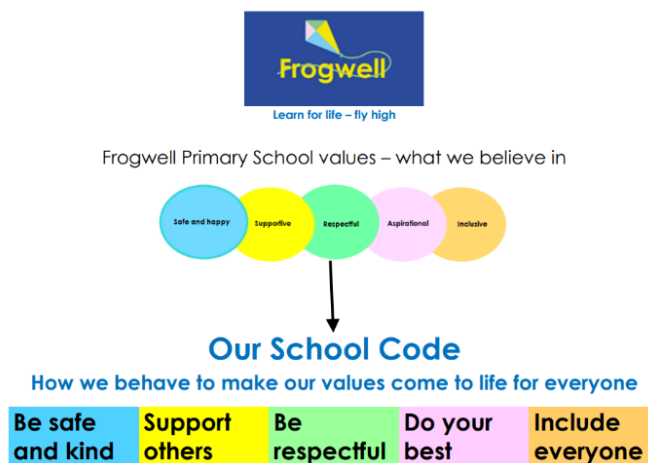 Frogwell
Learn for life – fly high
Frogwell Primary School values – what we believe in
Safe and happy
Supportive
Respectful
Aspirational
Inclusive
Our School Code
How we behave to make our values come to life for everyone
Be safe and kind
Support others
Be respectful
Do your best
Include everyone